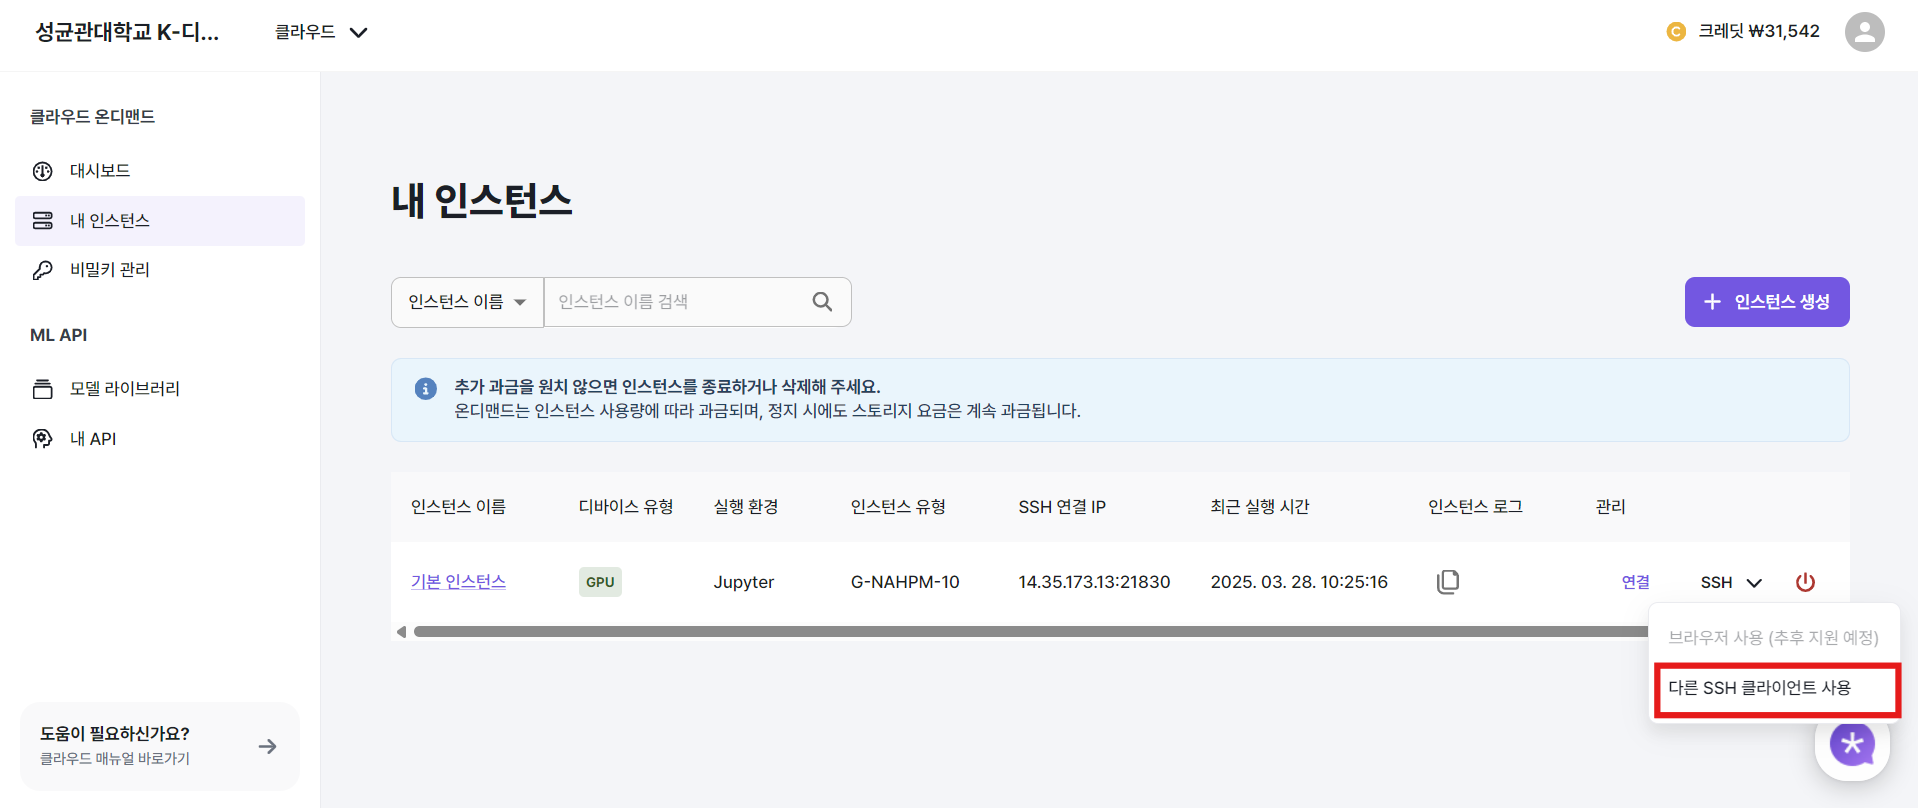 성균관대학교 K-디...
클라우드
크레딧 ₩31,542
클라우드 온디맨드
대시보드
내 인스턴스
비밀키 관리
ML API
모델 라이브러리
내 API
도움이 필요하신가요?
클라우드 매뉴얼 바로가기
내 인스턴스
인스턴스 이름
인스턴스 이름 검색
인스턴스 생성
추가 과금을 원치 않으면 인스턴스를 종료하거나 삭제해 주세요.
온디맨드는 인스턴스 사용량에 따라 과금되며, 정지 시에도 스토리지 요금은 계속 과금됩니다.
인스턴스 이름 디바이스 유형 실행 환경 인스턴스 유형 SSH 연결 IP 최근 실행 시간 인스턴스 로그 관리
기본 인스턴스 GPU Jupyter G-NAHPM-10 14.35.173.13:21830 2025. 03. 28. 10:25:16 연결 SSH
브라우저 사용 (추후 지원 예정)
다른 SSH 클라이언트 사용